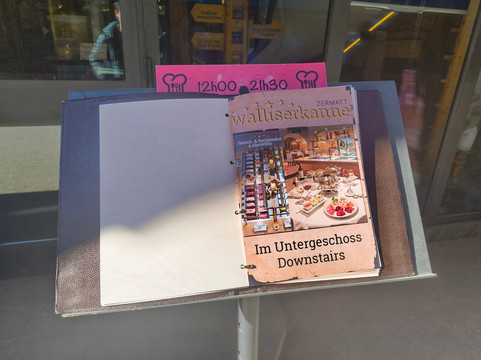 12h00 21h30
ZERMATT
walliserkanne
Im Untergeschoss
Downstairs